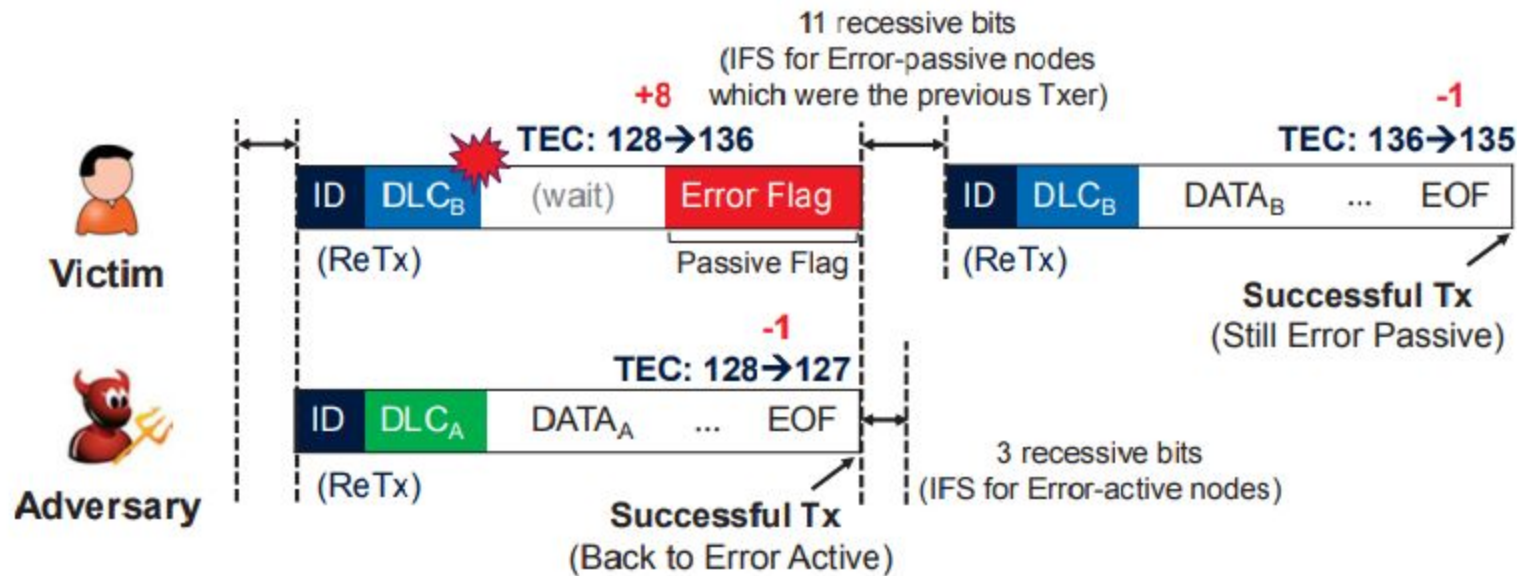 11 recessive bits
(IFS for Error-passive nodes
which were the previous Txer)
+8
TEC: 128➔136
-1
TEC: 136➔135
ID DLCB (wait) Error Flag
ID DLCB DATAB ... EOF
(ReTx)
Passive Flag
(ReTx)
Victim
Successful Tx
(Still Error Passive)
-1
TEC: 128➔127
ID DLCA DATAA ... EOF
(ReTx)
3 recessive bits
(IFS for Error-active nodes)
Adversary
Successful Tx
(Back to Error Active)